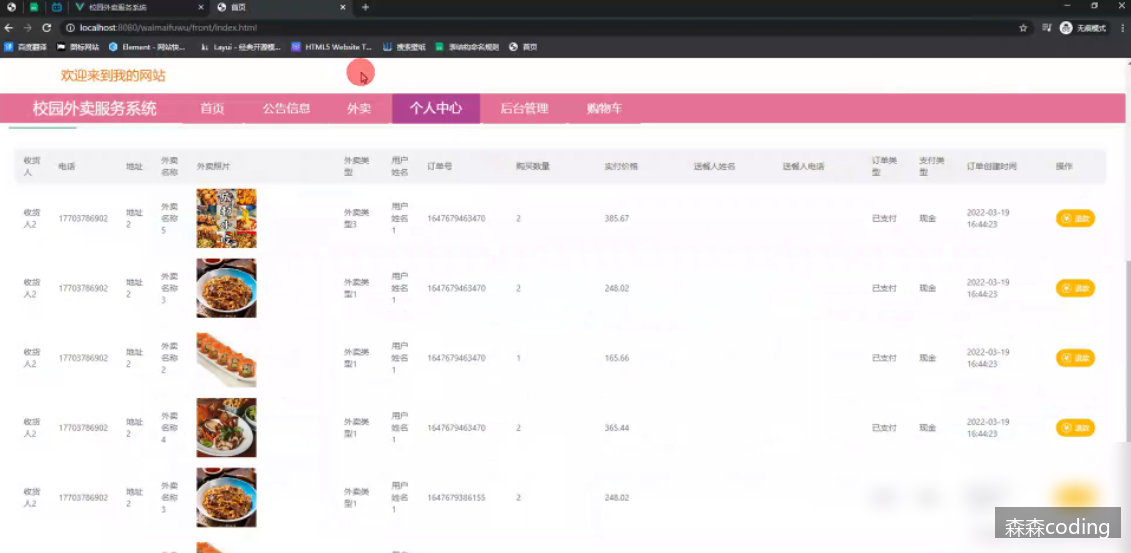 校园外卖服务系统
首页
localhost:8080/waimaifuwu/front/index.html
百度翻译
图标网站
Element - 网站快...
Layui - 经典开源模...
HTML5 Website T...
搜索壁纸
首页
无痕模式
欢迎来到我的网站
校园外卖服务系统 首页 公告信息 外卖 个人中心 后台管理 购物车
收货人 电话 地址 外卖名称 外卖照片 外卖类型 用户姓名 订单号 购买数量 实付价格 送餐人姓名 送餐人电话 订单类型 支付类型 订单创建时间 操作
收货人2 17703786902 地址2 外卖名称5 外卖类型3 用户姓名1 1647679463470 2 385.67 已支付 现金 2022-03-19 16:44:23 退款
收货人2 17703786902 地址2 外卖名称3 外卖类型1 用户姓名1 1647679463470 2 248.02 已支付 现金 2022-03-19 16:44:23 退款
收货人2 17703786902 地址2 外卖名称2 外卖类型1 用户姓名1 1647679463470 1 165.66 已支付 现金 2022-03-19 16:44:23 退款
收货人2 17703786902 地址2 外卖名称4 外卖类型1 用户姓名1 1647679463470 2 365.44 已支付 现金 2022-03-19 16:44:23 退款
收货人2 17703786902 地址2 外卖名称3 外卖类型1 用户姓名1 1647679386155 2 248.02
用户
森森coding